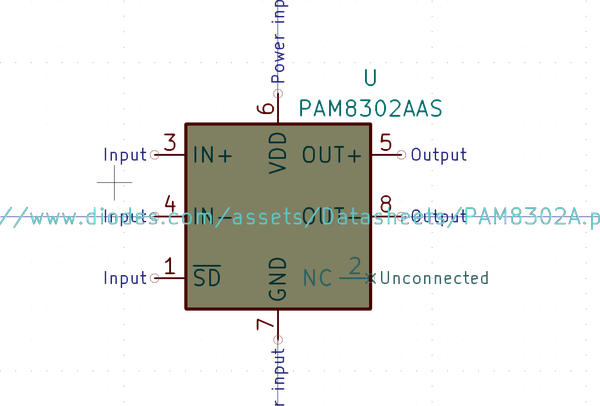 Power inp
U
PAM8302AAS
6
Input 3 IN+ VDD OUT+ 5 Output
Input 4 IN- OUT- 8 Output
//www.diodes.com/assets/Datasheets/PAM8302A.p
Input 1 SD GND NC 2 Unconnected
7
r input